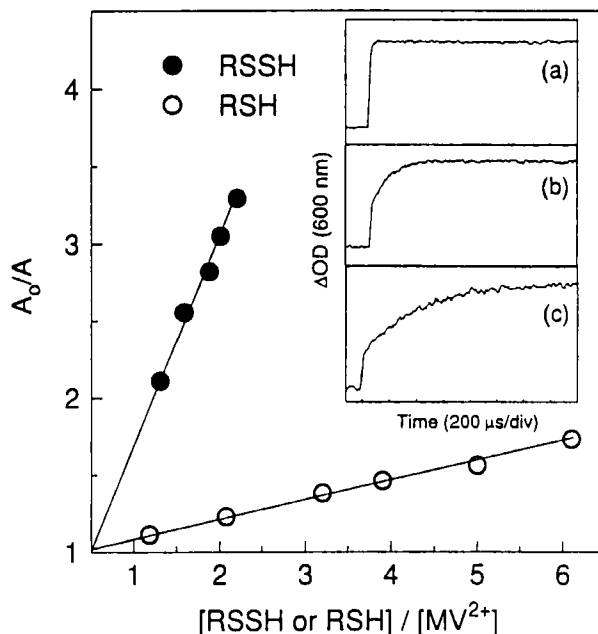 4
3
2
1
A₀/A
RSSH
RSH
(a)
(b)
(c)
ΔOD (600 nm)
Time (200 μs/div)
1 2 3 4 5 6
[RSSH or RSH] / [MV²⁺]